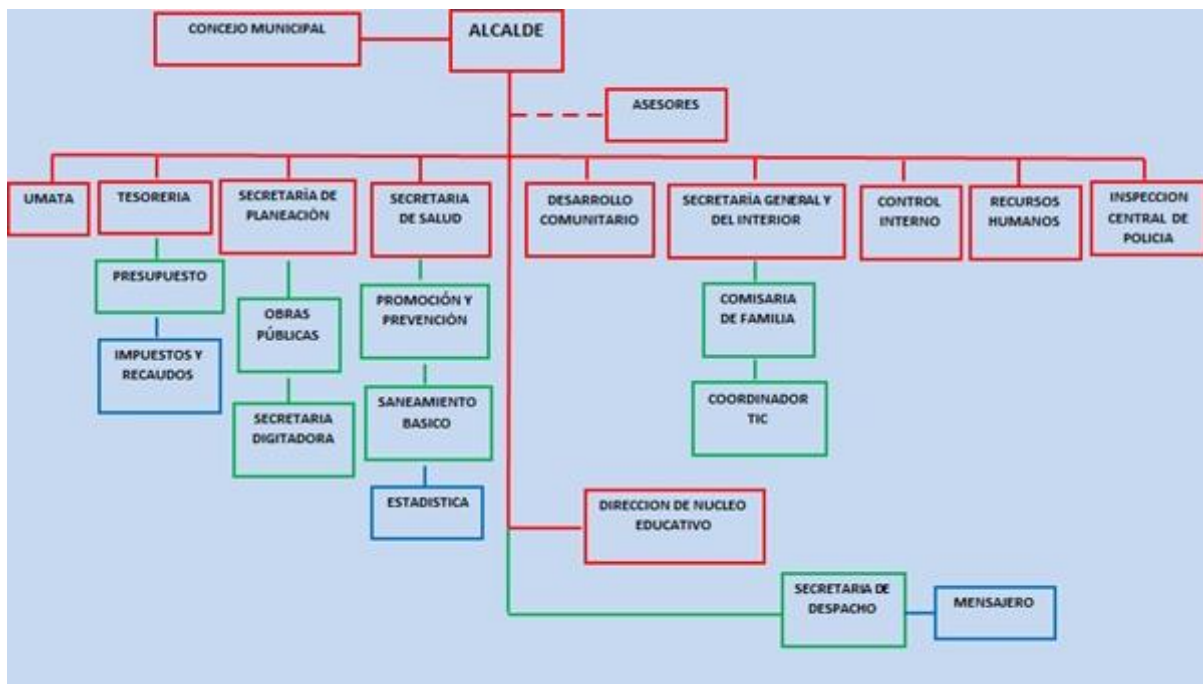 CONCEJO MUNICIPAL
ALCALDE
ASESORES
UMATA
TESORERIA
SECRETARÍA DE
PLANEACIÓN
SECRETARIA
DE SALUD
DESARROLLO
COMUNITARIO
SECRETARÍA GENERAL Y
DEL INTERIOR
CONTROL
INTERNO
RECURSOS
HUMANOS
INSPECCION
CENTRAL DE
POLICIA
PRESUPUESTO
OBRAS
PÚBLICAS
PROMOCIÓN Y
PREVENCIÓN
COMISARIA
DE FAMILIA
IMPUESTOS Y
RECAUDOS
SECRETARIA
DIGITADORA
SANEAMIENTO
BASICO
COORDINADOR
TIC
ESTADISTICA
DIRECCION DE NUCLEO
EDUCATIVO
SECRETARIA DE
DESPACHO
MENSAJERO